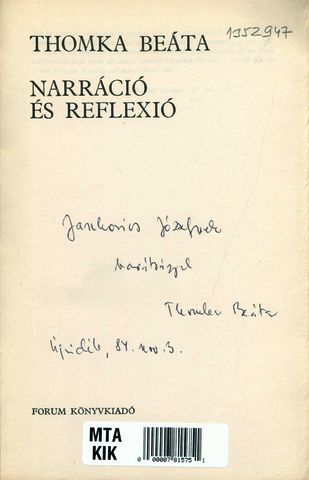 1352947
THOMKA BEÁTA
NARRÁCIÓ
ÉS REFLEXIÓ
Jankovics Józsefnek
barátsággal
Thomka Beáta
Újvidék, 84. nov. 3.
FORUM KÖNYVKIADÓ
MTA
KIK
0 00007 81575 1